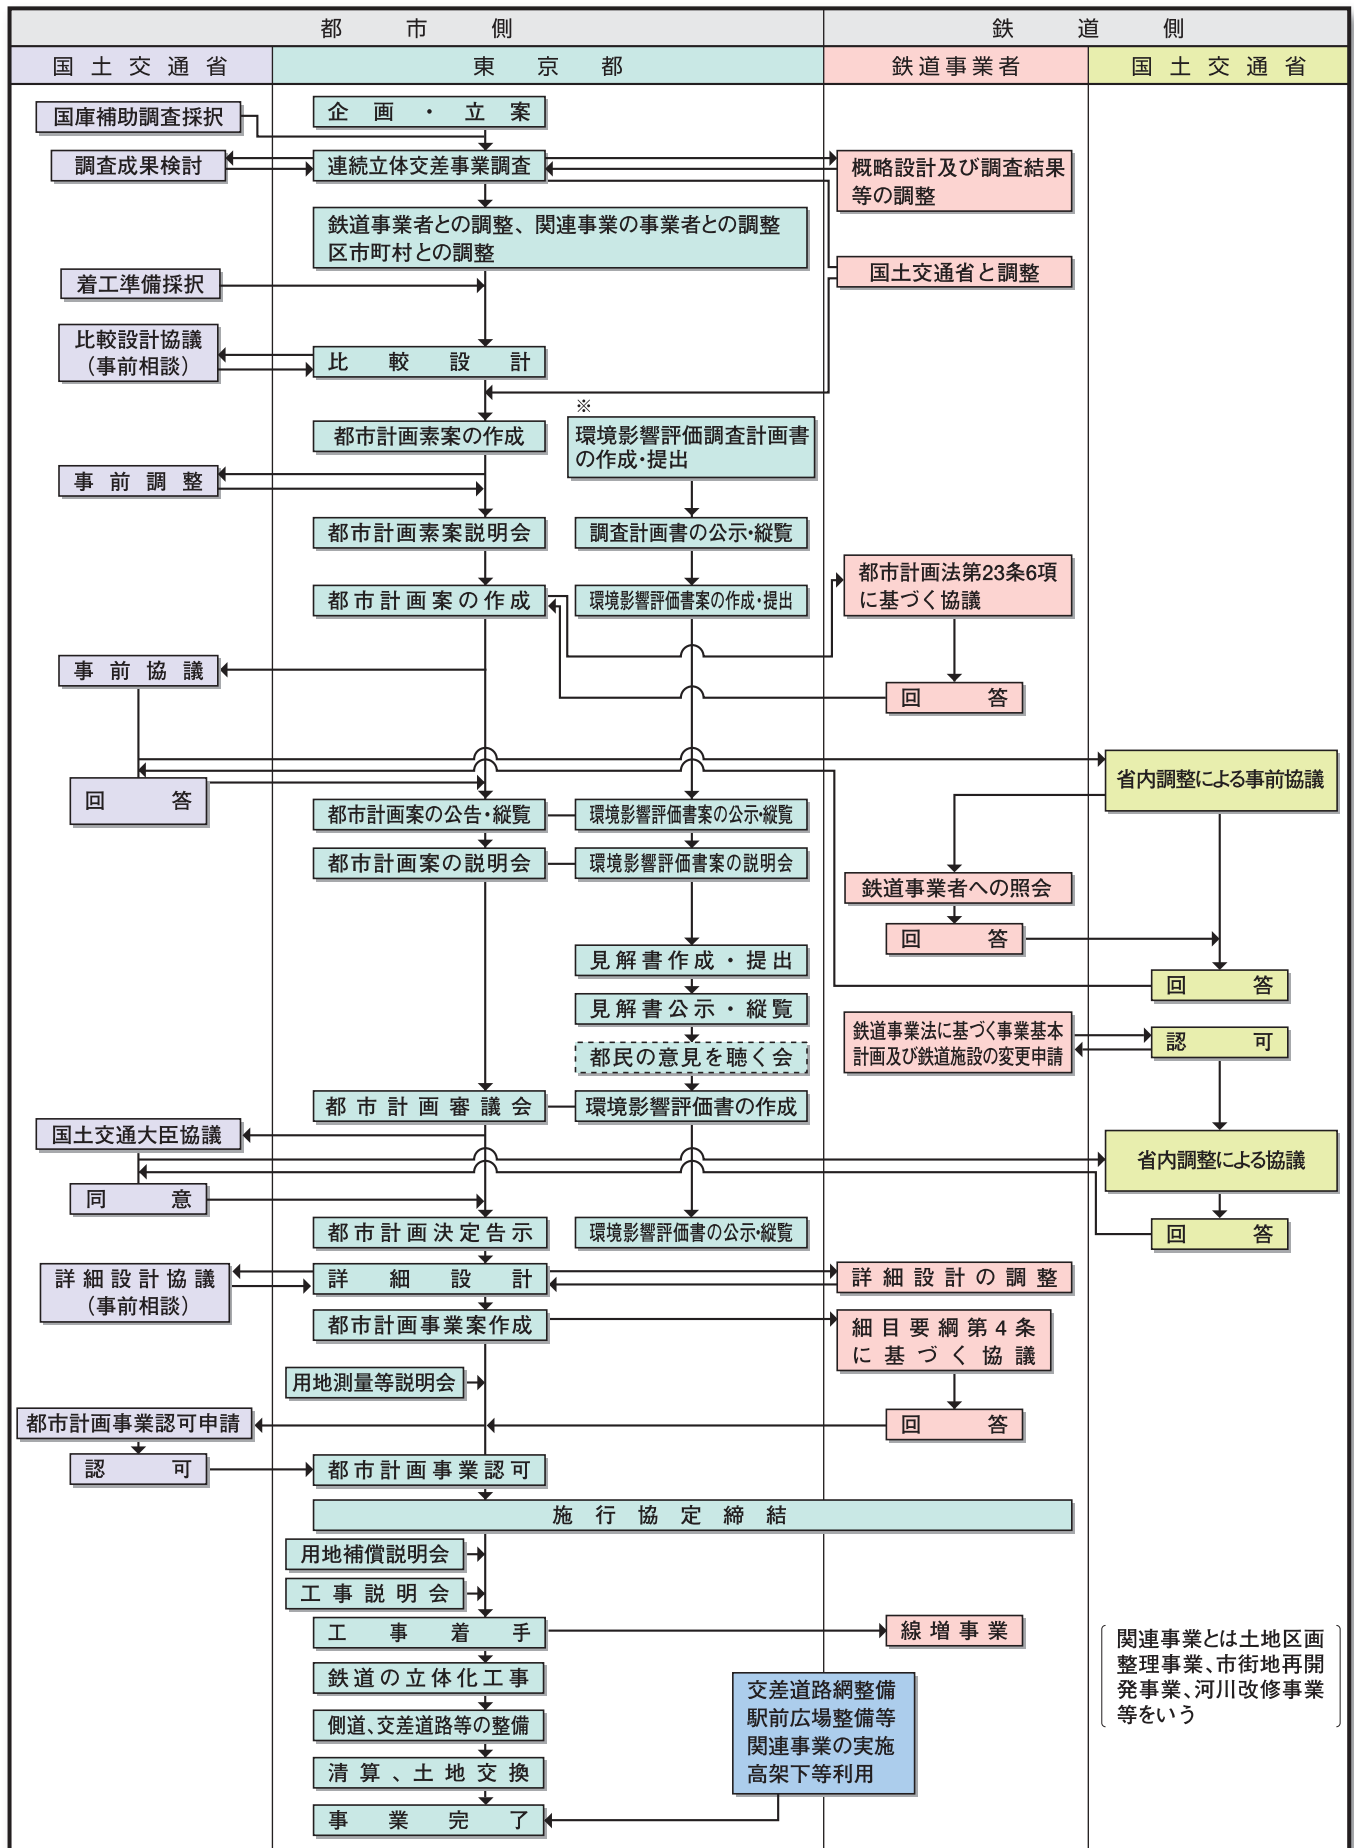 都市側
鉄道側
国土交通省
東京都
鉄道事業者
国土交通省
企画・立案
国庫補助調査採択
調査成果検討
連続立体交差事業調査
概略設計及び調査結果
等の調整
鉄道事業者との調整、関連事業の事業者との調整
区市町村との調整
国土交通省と調整
着工準備採択
比較設計協議
（事前相談）
比較設計
※
都市計画素案の作成
環境影響評価調査計画書
の作成・提出
事前調整
都市計画素案説明会
調査計画書の公示・縦覧
都市計画法第23条6項
に基づく協議
都市計画案の作成
環境影響評価書案の作成・提出
事前協議
回答
省内調整による事前協議
回答
都市計画案の公告・縦覧
環境影響評価書案の公示・縦覧
都市計画案の説明会
環境影響評価書案の説明会
鉄道事業者への照会
回答
見解書作成・提出
回答
見解書公示・縦覧
鉄道事業法に基づく事業基本
計画及び鉄道施設の変更申請
認可
都民の意見を聴く会
都市計画審議会
環境影響評価書の作成
国土交通大臣協議
省内調整による協議
同意
都市計画決定告示
環境影響評価書の公示・縦覧
回答
詳細設計協議
（事前相談）
詳細設計
詳細設計の調整
都市計画事業案作成
細目要綱第4条
に基づく協議
用地測量等説明会
都市計画事業認可申請
回答
認可
都市計画事業認可
施行協定締結
用地補償説明会
工事説明会
工事着手
線増事業
鉄道の立体化工事
側道、交差道路等の整備
清算、土地交換
事業完了
交差道路網整備
駅前広場整備等
関連事業の実施
高架下等利用
関連事業とは土地区画
整理事業、市街地再開
発事業、河川改修事業
等をいう